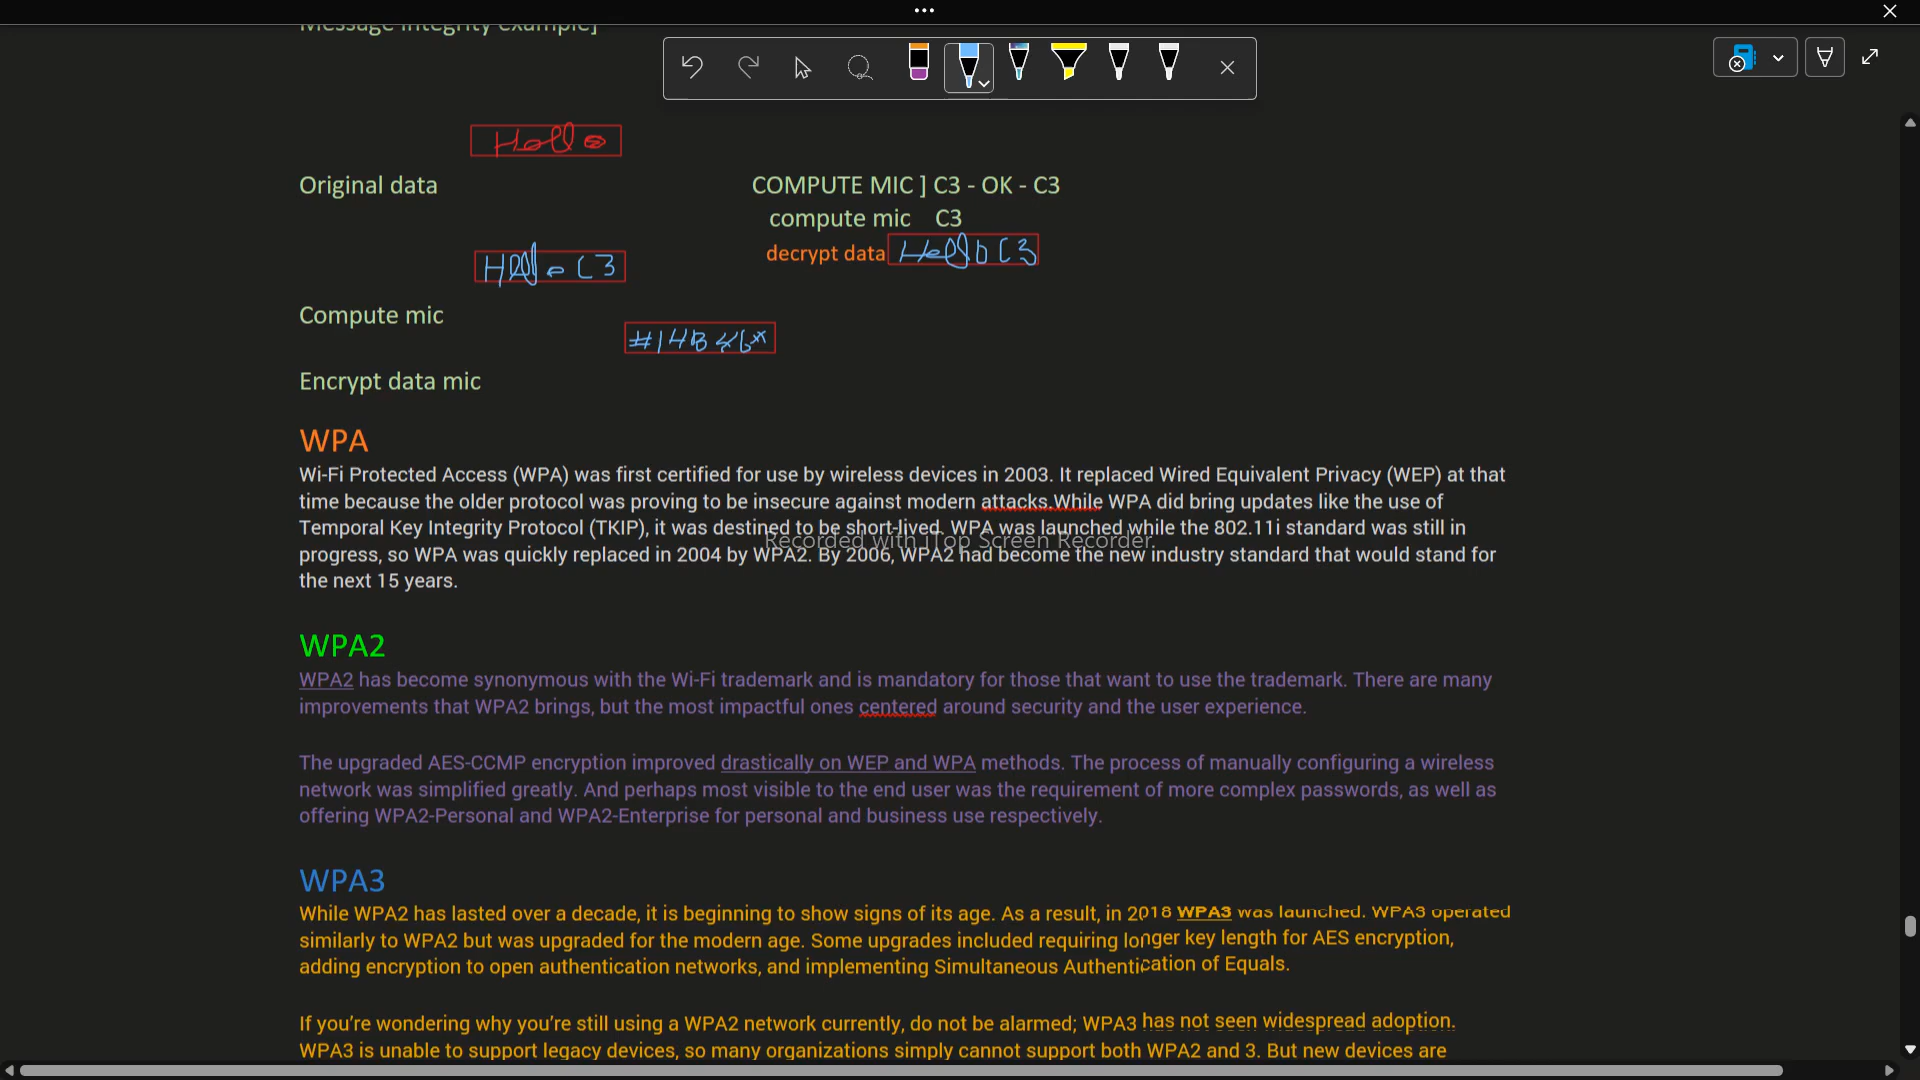 Message integrity example]
Hello
Original data
COMPUTE MIC ] C3 - OK - C3
compute mic C3
decrypt data Hello C3
Hello C3
Compute mic
Encrypt data mic
WPA
Wi-Fi Protected Access (WPA) was first certified for use by wireless devices in 2003. It replaced Wired Equivalent Privacy (WEP) at that
time because the older protocol was proving to be insecure against modern attacks.While WPA did bring updates like the use of
Temporal Key Integrity Protocol (TKIP), it was destined to be short-lived. WPA was launched while the 802.11i standard was still in
Recorded with iTop Screen Recorder.
progress, so WPA was quickly replaced in 2004 by WPA2. By 2006, WPA2 had become the new industry standard that would stand for
the next 15 years.
WPA2
WPA2 has become synonymous with the Wi-Fi trademark and is mandatory for those that want to use the trademark. There are many
improvements that WPA2 brings, but the most impactful ones centered around security and the user experience.
The upgraded AES-CCMP encryption improved drastically on WEP and WPA methods. The process of manually configuring a wireless
network was simplified greatly. And perhaps most visible to the end user was the requirement of more complex passwords, as well as
offering WPA2-Personal and WPA2-Enterprise for personal and business use respectively.
WPA3
While WPA2 has lasted over a decade, it is beginning to show signs of its age. As a result, in 2018 WPA3 was launched. WPA3 operated
similarly to WPA2 but was upgraded for the modern age. Some upgrades included requiring longer key length for AES encryption,
adding encryption to open authentication networks, and implementing Simultaneous Authentication of Equals.
If you're wondering why you're still using a WPA2 network currently, do not be alarmed; WPA3 has not seen widespread adoption.
WPA3 is unable to support legacy devices, so many organizations simply cannot support both WPA2 and 3. But new devices are